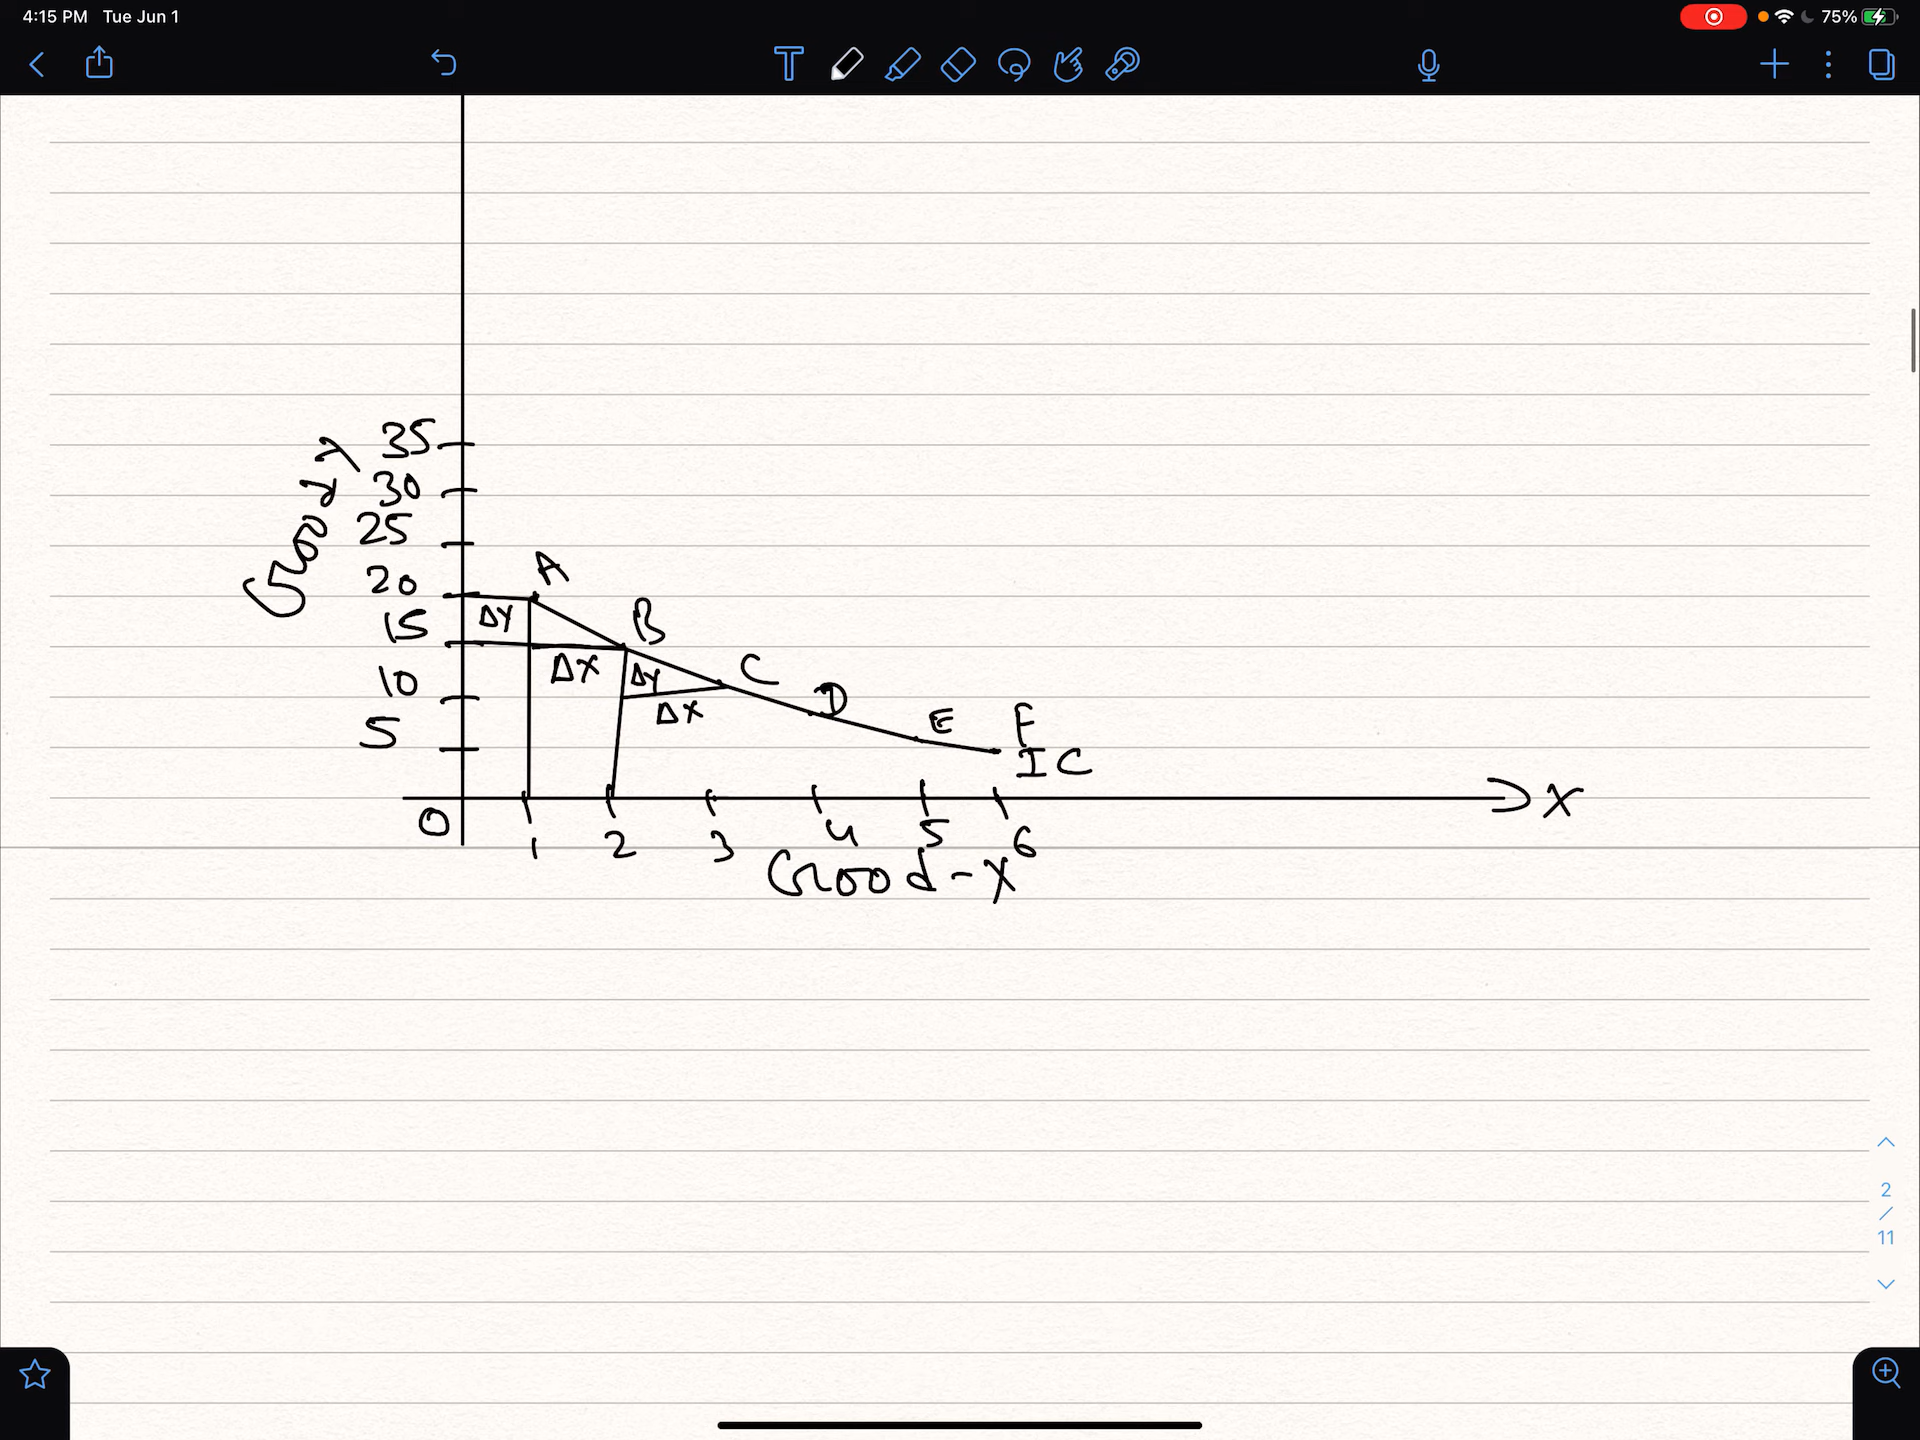 4:15 PM Tue Jun 1
75%
T
35
Good Y
30
25
A
20
ΔY
B
15
ΔX
ΔY
C
10
ΔX
D
E
F
5
IC
X
0
1 2 3 4 5 6
Good-X
2
/
11